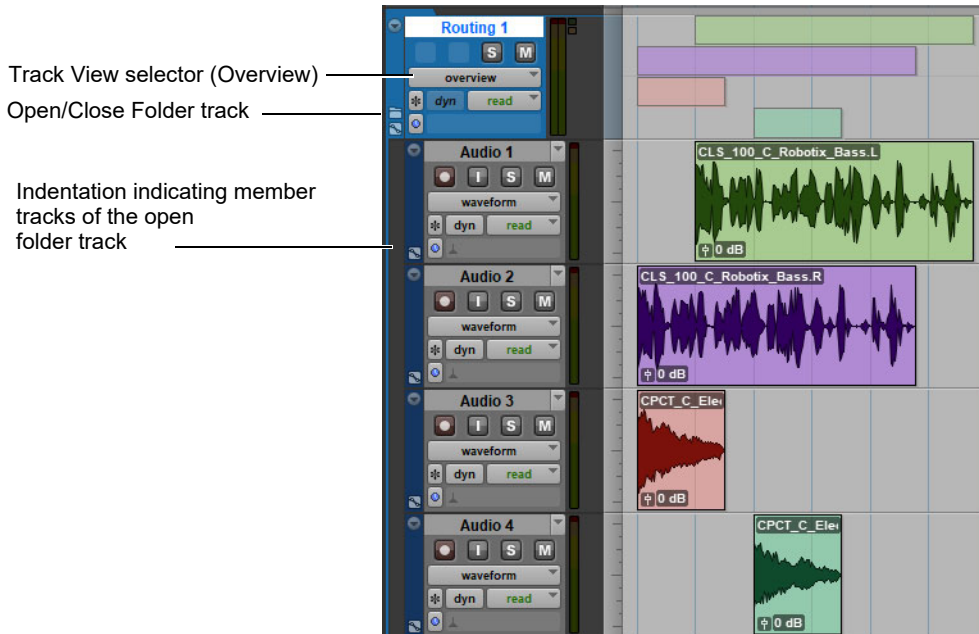 Routing 1
S M
Track View selector (Overview)
overview
dyn read
Open/Close Folder track
Audio 1
CLS_100_C_Robotix_Bass.L
I S M
Indentation indicating member
tracks of the open
folder track
waveform
dyn read
0 dB
Audio 2
CLS_100_C_Robotix_Bass.R
I S M
waveform
dyn read
0 dB
Audio 3
CPCT_C_Elec
I S M
waveform
dyn read
0 dB
Audio 4
CPCT_C_Elec
I S M
waveform
dyn read
0 dB